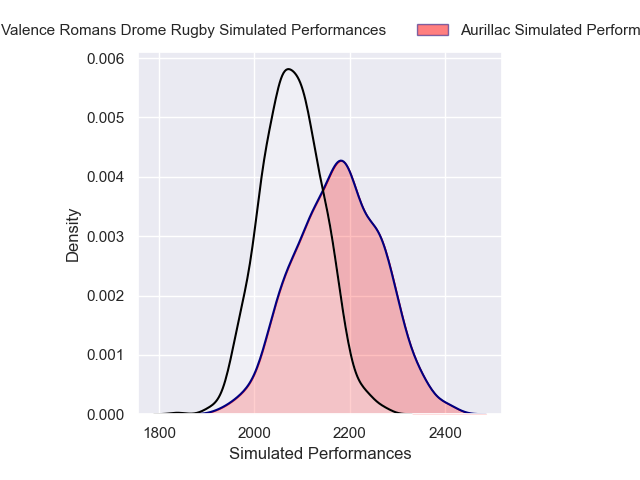 Valence Romans Drome Rugby Simulated Performances Aurillac Simulated Perform
0.006
0.005
0.004
0.003
0.002
0.001
0.000
Density
1800 2000 2200 2400
Simulated Performances